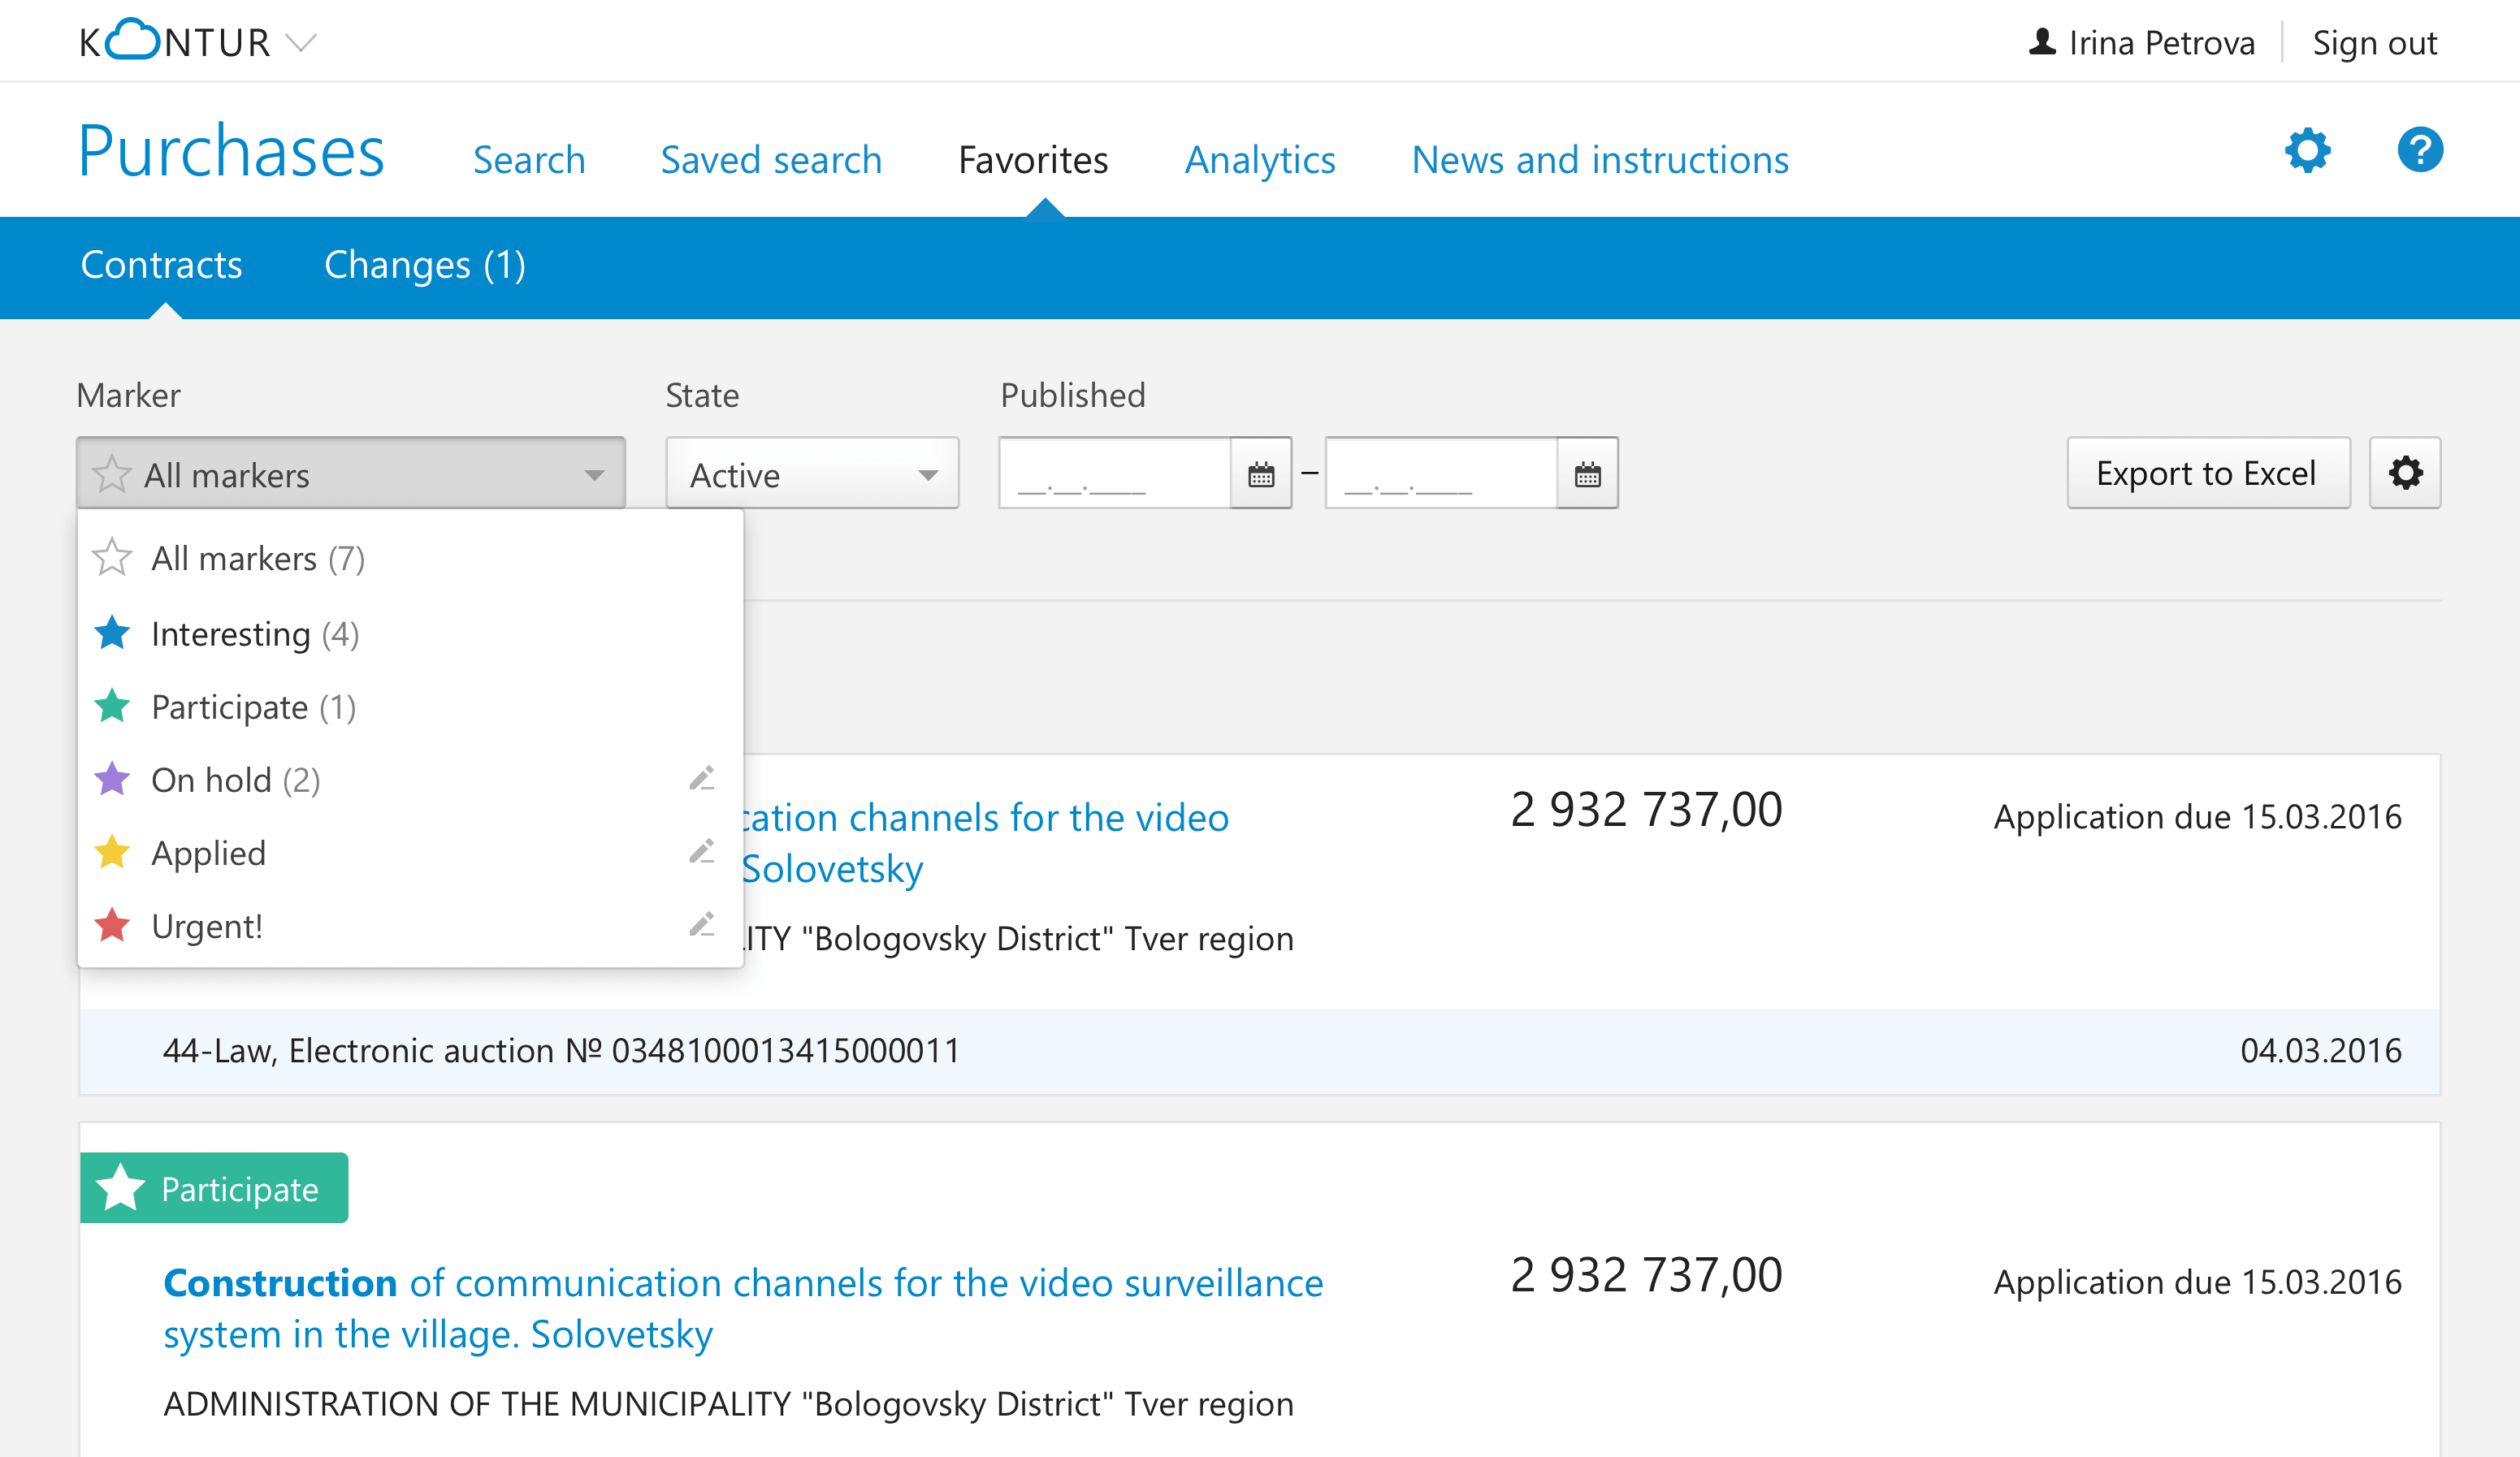 KONTUR
Irina Petrova
Sign out
Purchases
Search
Saved search
Favorites
Analytics
News and instructions
?
Contracts
Changes (1)
Marker
State
Published
All markers
Active
__.__.____
–
__.__.____
Export to Excel
All markers (7)
Interesting (4)
Participate (1)
On hold (2)
Applied
Urgent!
channels for the video
Solovetsky
"Bologovsky District" Tver region
2 932 737,00
Application due 15.03.2016
44-Law, Electronic auction № 0348100013415000011
04.03.2016
Participate
Construction of communication channels for the video surveillance
system in the village. Solovetsky
2 932 737,00
Application due 15.03.2016
ADMINISTRATION OF THE MUNICIPALITY "Bologovsky District" Tver region